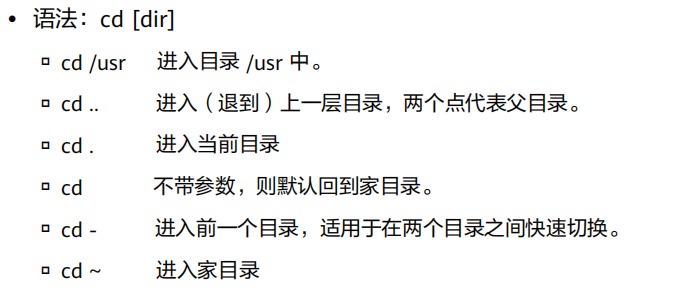 • 语法：cd [dir]
▫ cd /usr 进入目录 /usr 中。
▫ cd .. 进入（退到）上一层目录，两个点代表父目录。
▫ cd . 进入当前目录
▫ cd 不带参数，则默认回到家目录。
▫ cd - 进入前一个目录，适用于在两个目录之间快速切换。
▫ cd ~ 进入家目录